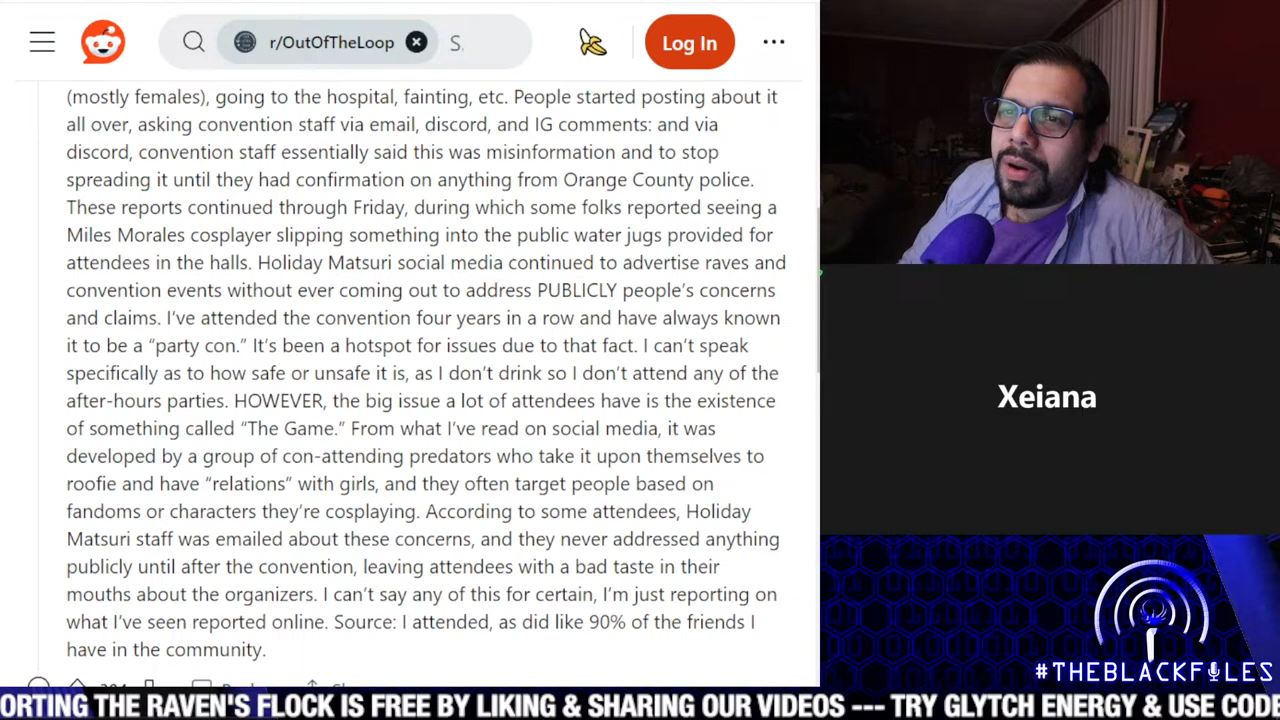 r/OutOfTheLoop
S.
Log In
(mostly females), going to the hospital, fainting, etc. People started posting about it
all over, asking convention staff via email, discord, and IG comments: and via
discord, convention staff essentially said this was misinformation and to stop
spreading it until they had confirmation on anything from Orange County police.
These reports continued through Friday, during which some folks reported seeing a
Miles Morales cosplayer slipping something into the public water jugs provided for
attendees in the halls. Holiday Matsuri social media continued to advertise raves and
convention events without ever coming out to address PUBLICLY people’s concerns
and claims. I’ve attended the convention four years in a row and have always known
it to be a “party con.” It’s been a hotspot for issues due to that fact. I can’t speak
specifically as to how safe or unsafe it is, as I don’t drink so I don’t attend any of the
after-hours parties. HOWEVER, the big issue a lot of attendees have is the existence
of something called “The Game.” From what I’ve read on social media, it was
developed by a group of con-attending predators who take it upon themselves to
roofie and have “relations” with girls, and they often target people based on
fandoms or characters they’re cosplaying. According to some attendees, Holiday
Matsuri staff was emailed about these concerns, and they never addressed anything
publicly until after the convention, leaving attendees with a bad taste in their
mouths about the organizers. I can’t say any of this for certain, I’m just reporting on
what I’ve seen reported online. Source: I attended, as did like 90% of the friends I
have in the community.
Xeiana
#THEBLACKFILES
ORTING THE RAVEN'S FLOCK IS FREE BY LIKING & SHARING OUR VIDEOS --- TRY GLYTCH ENERGY & USE CODE